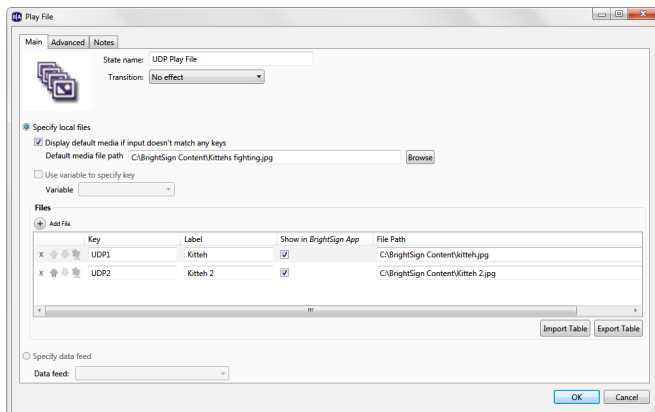 B|A Play File
Main Advanced Notes
State name: UDP Play File
Transition: No effect
Specify local files
Display default media if input doesn't match any keys
Default media file path C:\BrightSign Content\Kittehs fighting.jpg Browse
Use variable to specify key
Variable
Files
+ Add File
Key Label Show in BrightSign App File Path
x UDP1 Kitteh C:\BrightSign Content\kitteh.jpg
x UDP2 Kitteh 2 C:\BrightSign Content\Kitteh 2.jpg
Import Table Export Table
Specify data feed
Data feed:
OK Cancel